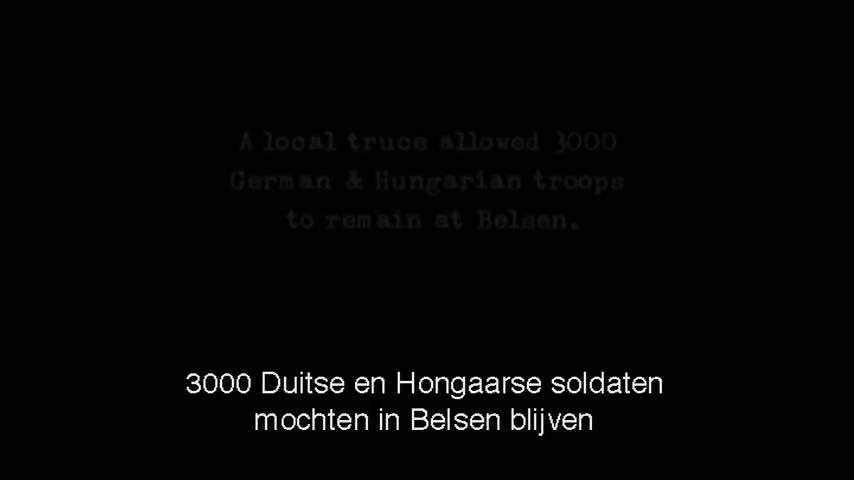 A local truce allowed 3000
German & Hungarian troops
to remain at Belsen.
3000 Duitse en Hongaarse soldaten
mochten in Belsen blijven